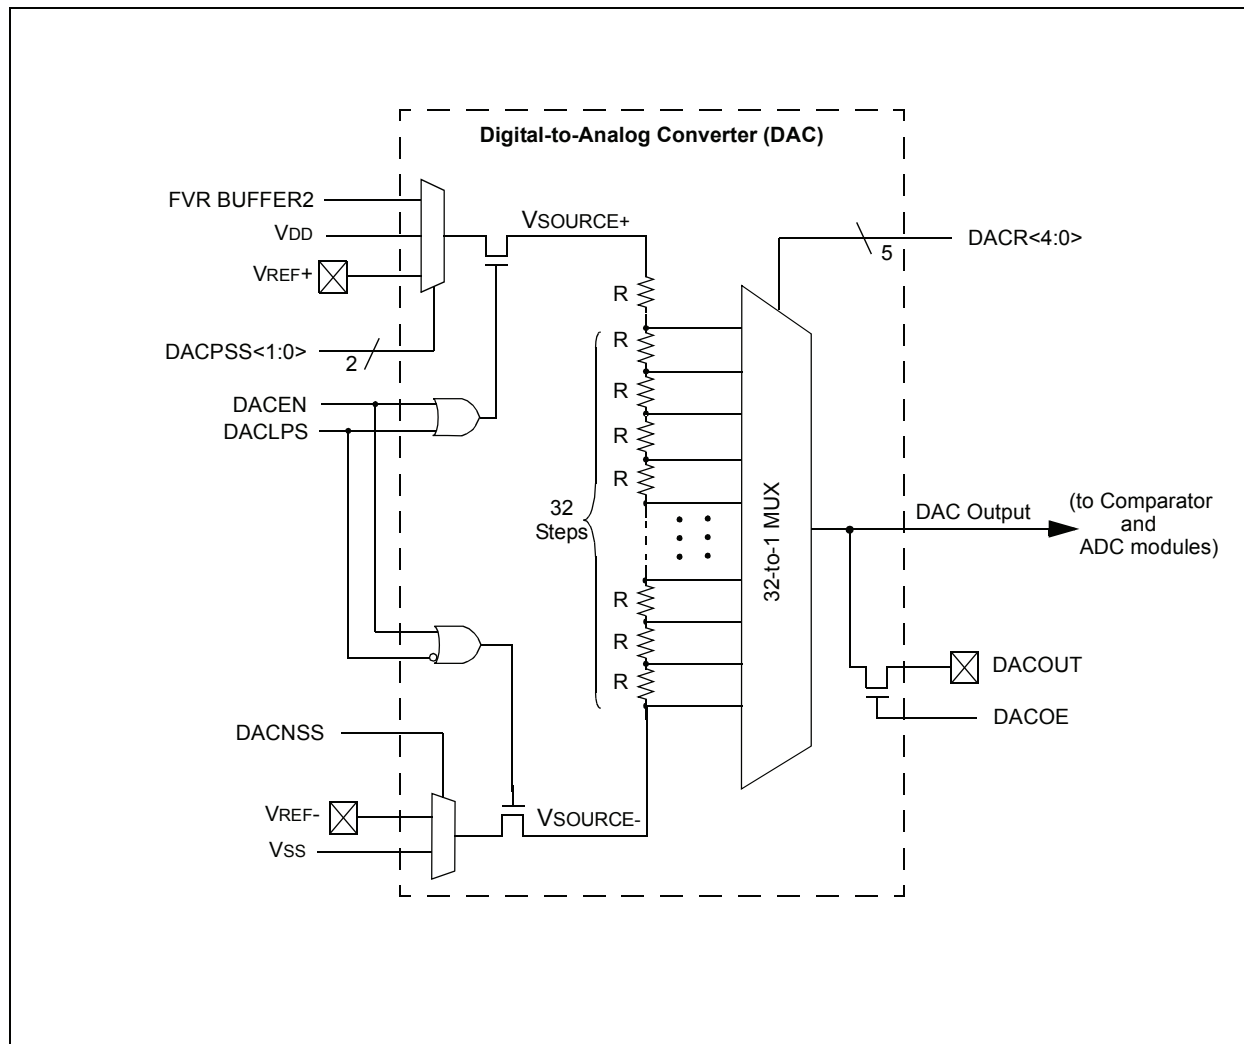 Digital-to-Analog Converter (DAC)
FVR BUFFER2
VDD
VREF+
DACPSS<1:0>
2
DACEN
DACLPS
VSOURCE+
R
R
R
R
R
32
Steps
R
R
R
DACR<4:0>
5
32-to-1 MUX
DAC Output
(to Comparator
and
ADC modules)
DACOUT
DACOE
DACNSS
VREF-
VSS
VSOURCE-